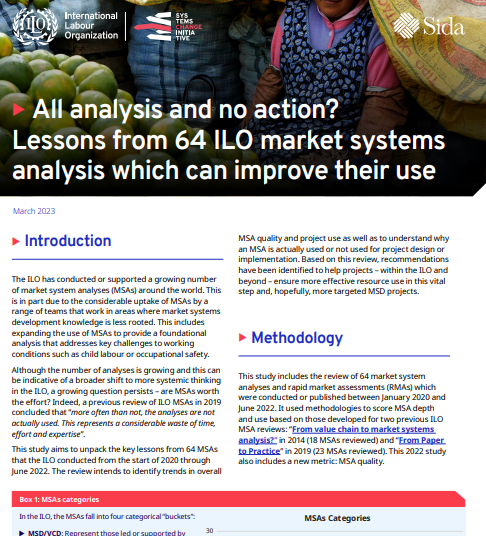 International
Labour
Organization
SYS
TEMS
CHANGE
INITIA
TIVE
Sida
All analysis and no action?
Lessons from 64 ILO market systems
analysis which can improve their use
March 2023
Introduction
The ILO has conducted or supported a growing number
of market system analyses (MSAs) around the world. This
is in part due to the considerable uptake of MSAs by a
range of teams that work in areas where market systems
development knowledge is less rooted. This includes
expanding the use of MSAs to provide a foundational
analysis that addresses key challenges to working
conditions such as child labour or occupational safety.
Although the number of analyses is growing and this can
be indicative of a broader shift to more systemic thinking
in the ILO, a growing question persists – are MSAs worth
the effort? Indeed, a previous review of ILO MSAs in 2019
concluded that “more often than not, the analyses are not
actually used. This represents a considerable waste of time,
effort and expertise”.
This study aims to unpack the key lessons from 64 MSAs
that the ILO conducted from the start of 2020 through
June 2022. The review intends to identify trends in overall
MSA quality and project use as well as to understand why
an MSA is actually used or not used for project design or
implementation. Based on this review, recommendations
have been identified to help projects – within the ILO and
beyond – ensure more effective resource use in this vital
step and, hopefully, more targeted MSD projects.
Methodology
This study includes the review of 64 market system
analyses and rapid market assessments (RMAs) which
were conducted or published between January 2020 and
June 2022. It used methodologies to score MSA depth
and use based on those developed for two previous ILO
MSA reviews: “From value chain to market systems
analysis?” in 2014 (18 MSAs reviewed) and “From Paper
to Practice” in 2019 (23 MSAs reviewed). This 2022 study
also includes a new metric: MSA quality.
Box 1: MSAs categories
In the ILO, the MSAs fall into four categorical “buckets”:
MSD/VCD: Represent those led or supported by
MSAs Categories
30